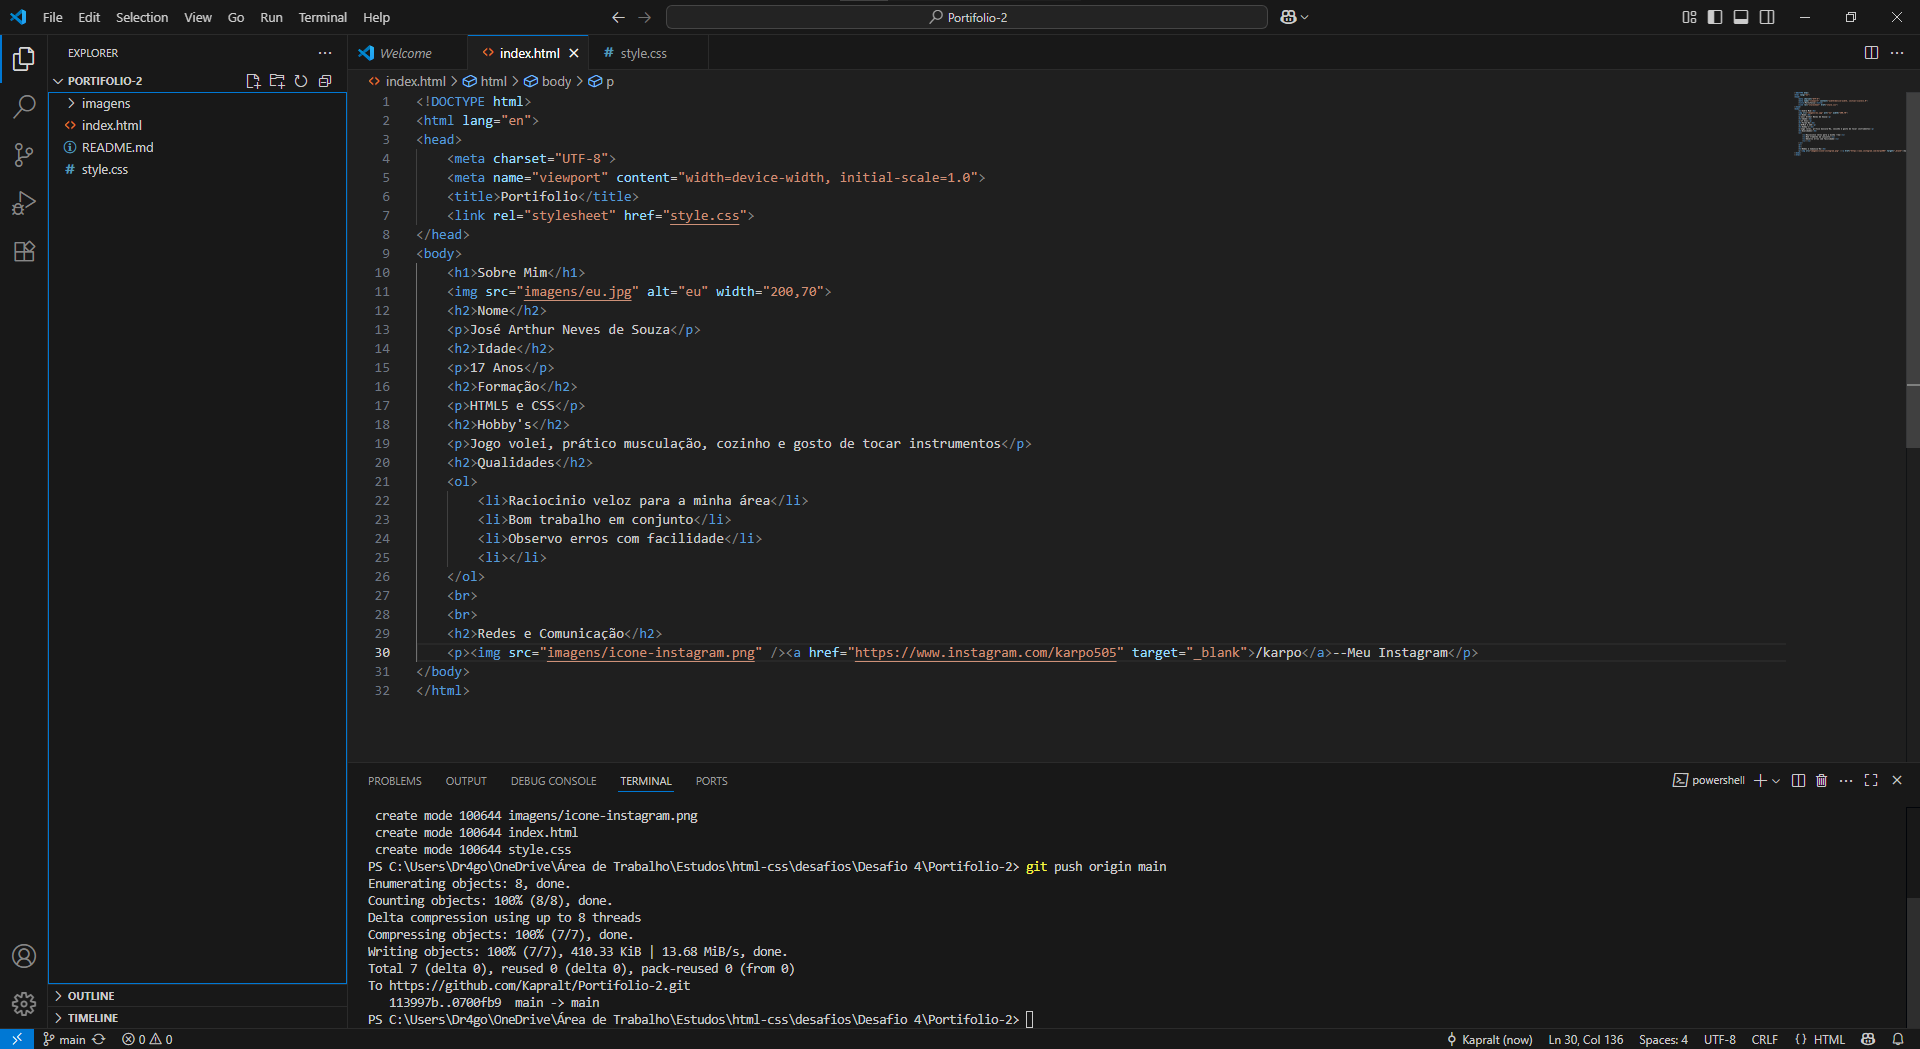 File Edit Selection View Go Run Terminal Help
Portifolio-2
EXPLORER
PORTIFOLIO-2
imagens
index.html
README.md
style.css
OUTLINE
TIMELINE
Welcome index.html style.css
index.html > html > body > p
1 <!DOCTYPE html>
2 <html lang="en">
3 <head>
4 <meta charset="UTF-8">
5 <meta name="viewport" content="width=device-width, initial-scale=1.0">
6 <title>Portifolio</title>
7 <link rel="stylesheet" href="style.css">
8 </head>
9 <body>
10 <h1>Sobre Mim</h1>
11 <img src="imagens/eu.jpg" alt="eu" width="200,70">
12 <h2>Nome</h2>
13 <p>José Arthur Neves de Souza</p>
14 <h2>Idade</h2>
15 <p>17 Anos</p>
16 <h2>Formação</h2>
17 <p>HTML5 e CSS</p>
18 <h2>Hobby's</h2>
19 <p>Jogo volei, prático musculação, cozinho e gosto de tocar instrumentos</p>
20 <h2>Qualidades</h2>
21 <ol>
22 <li>Raciocinio veloz para a minha área</li>
23 <li>Bom trabalho em conjunto</li>
24 <li>Observo erros com facilidade</li>
25 <li></li>
26 </ol>
27 <br>
28 <br>
29 <h2>Redes e Comunicação</h2>
30 <p><img src="imagens/icone-instagram.png" /><a href="https://www.instagram.com/karpo505" target="_blank">/karpo</a>--Meu Instagram</p>
31 </body>
32 </html>
PROBLEMS OUTPUT DEBUG CONSOLE TERMINAL PORTS
powershell
create mode 100644 imagens/icone-instagram.png
create mode 100644 index.html
create mode 100644 style.css
PS C:\Users\Dr4go\OneDrive\Área de Trabalho\Estudos\html-css\desafios\Desafio 4\Portifolio-2> git push origin main
Enumerating objects: 8, done.
Counting objects: 100% (8/8), done.
Delta compression using up to 8 threads
Compressing objects: 100% (7/7), done.
Writing objects: 100% (7/7), 410.33 KiB | 13.68 MiB/s, done.
Total 7 (delta 0), reused 0 (delta 0), pack-reused 0 (from 0)
To https://github.com/Kapralt/Portifolio-2.git
113997b..0700fb9 main -> main
PS C:\Users\Dr4go\OneDrive\Área de Trabalho\Estudos\html-css\desafios\Desafio 4\Portifolio-2>
main 0 0 Kapralt (now) Ln 30, Col 136 Spaces: 4 UTF-8 CRLF {} HTML